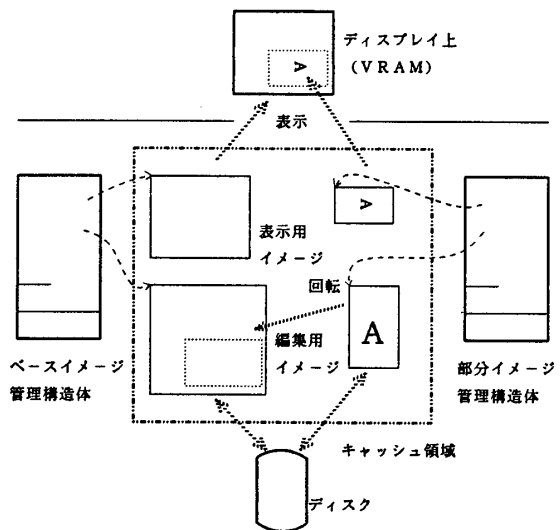 ディスプレイ上
(VRAM)
A
表示
A
表示用
イメージ
回転
編集用
イメージ
A
ベースイメージ
管理構造体
部分イメージ
管理構造体
キャッシュ領域
ディスク